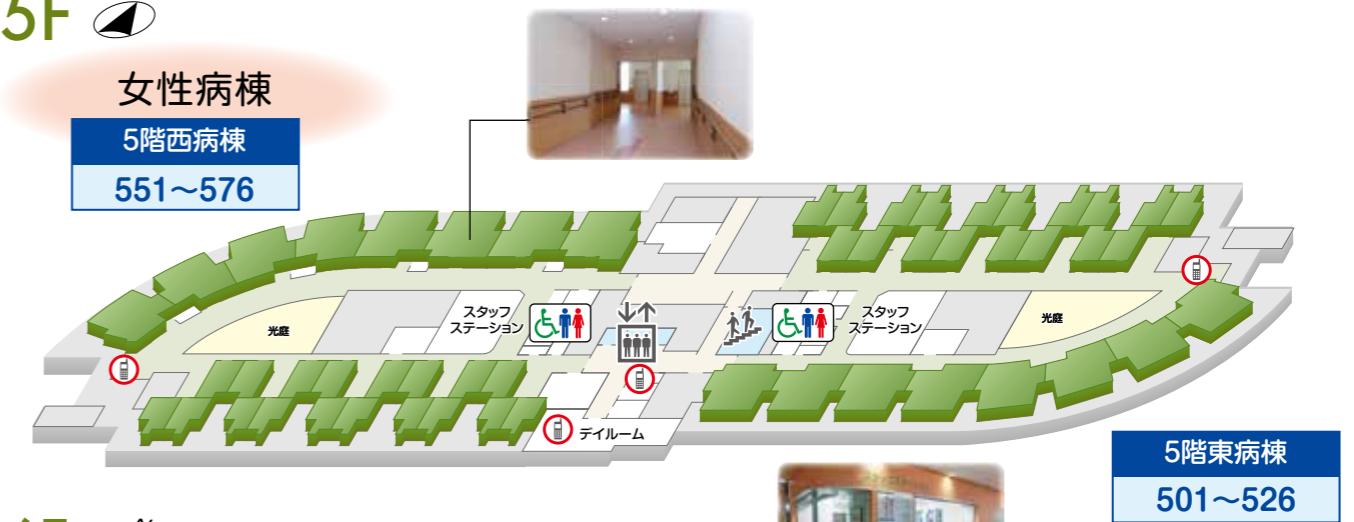 5F
女性病棟
5階西病棟
551～576
光庭
スタッフ
ステーション
スタッフ
ステーション
光庭
デイルーム
5階東病棟
501～526